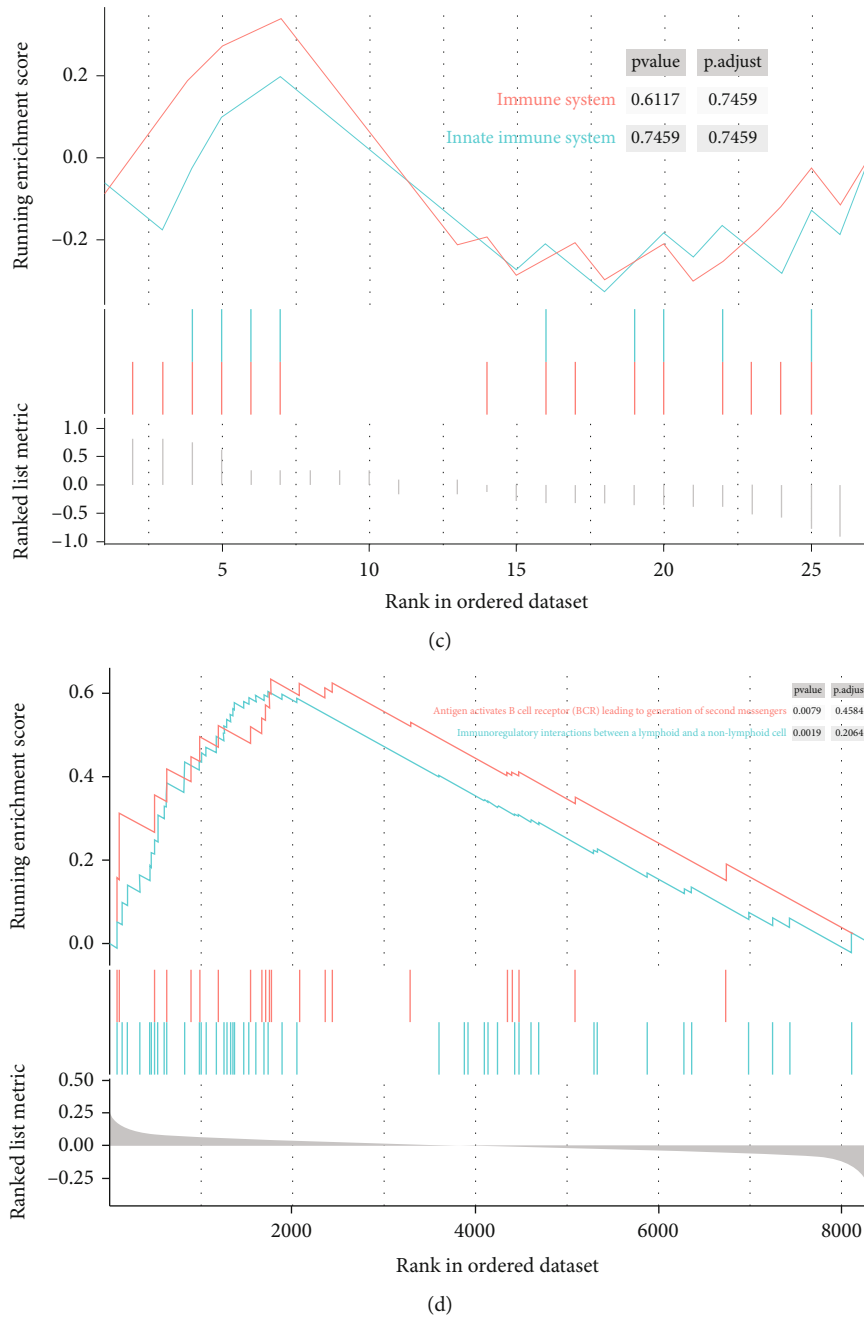 pvalue p.adjust
Immune system 0.6117 0.7459
Innate immune system 0.7459 0.7459
Running enrichment score
0.2
0.0
−0.2
Ranked list metric
1.0
0.5
0.0
−0.5
−1.0
5 10 15 20 25
Rank in ordered dataset
(c)
pvalue p.adjust
Antigen activates B cell receptor (BCR) leading to generation of second messengers 0.0079 0.4584
Immunoregulatory interactions between a lymphoid and a non-lymphoid cell 0.0019 0.2064
Running enrichment score
0.6
0.4
0.2
0.0
Ranked list metric
0.50
0.25
0.00
−0.25
2000 4000 6000 8000
Rank in ordered dataset
(d)